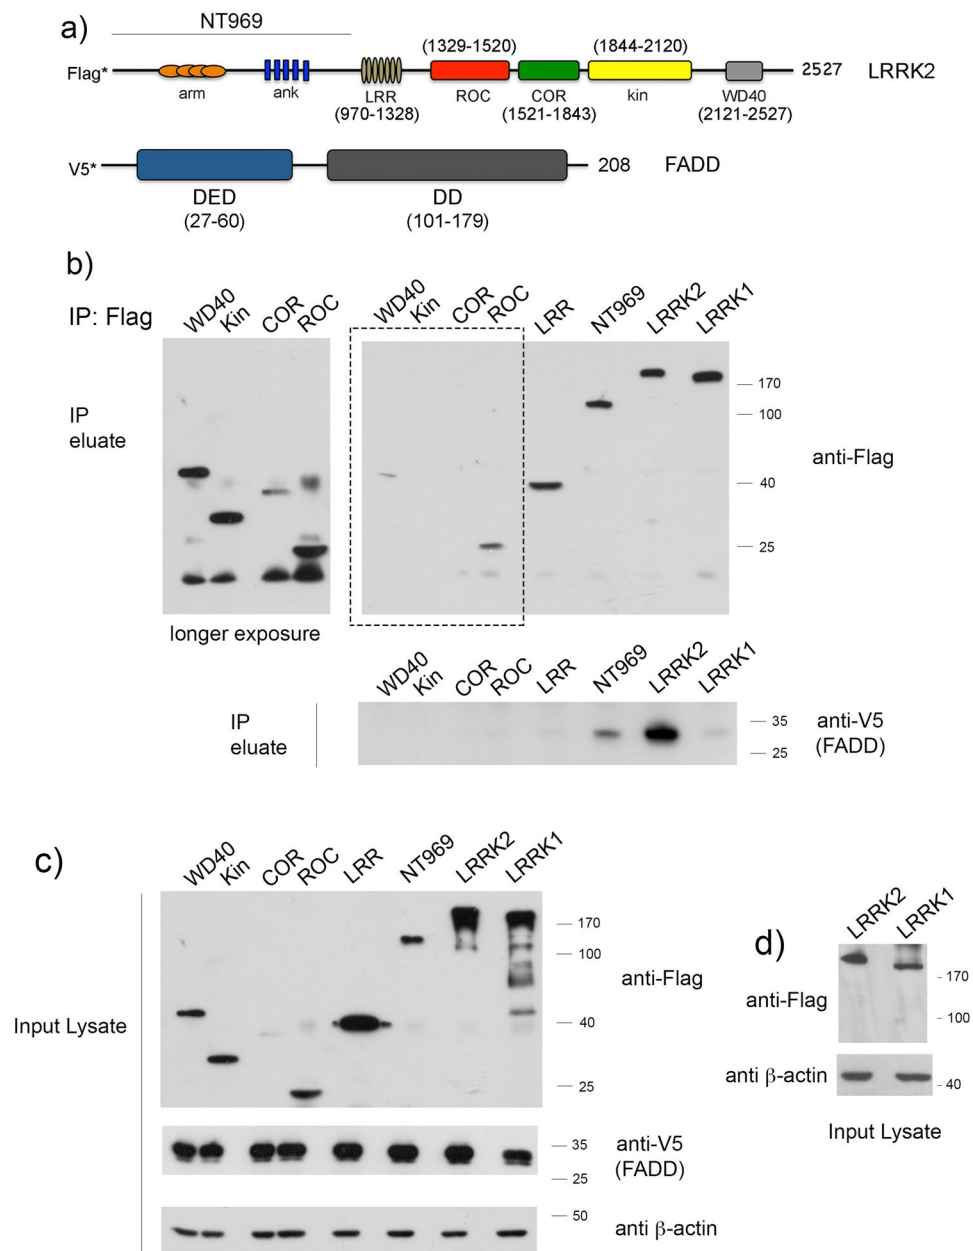 a)
NT969
(1329-1520) (1844-2120)
Flag* 2527 LRRK2
arm ank LRR ROC COR kin WD40
(970-1328) (1521-1843) (2121-2527)
V5* 208 FADD
DED DD
(27-60) (101-179)
b)
IP: Flag
WD40 Kin COR ROC
WD40 Kin COR ROC LRR NT969 LRRK2 LRRK1
IP
eluate
170
100
40
25
anti-Flag
longer exposure
WD40 Kin COR ROC LRR NT969 LRRK2 LRRK1
IP
eluate
35
25
anti-V5
(FADD)
c)
WD40 Kin COR ROC LRR NT969 LRRK2 LRRK1
Input Lysate
170
100
40
25
anti-Flag
35
25
anti-V5
(FADD)
50
anti β-actin
d)
LRRK2 LRRK1
anti-Flag
170
100
anti β-actin
40
Input Lysate